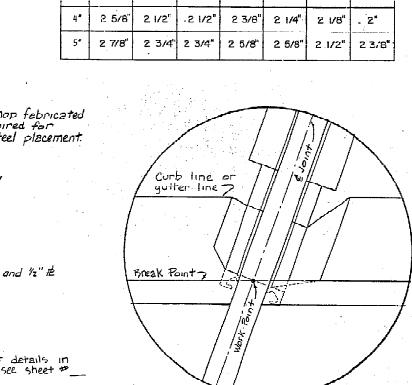 4" 2 5/8" 2 1/2" 2 1/2" 2 3/8" 2 1/4" 2 1/8" 2"
5" 2 7/8" 2 3/4" 2 3/4" 2 5/8" 2 5/8" 2 1/2" 2 3/8"
fabricated
for
placement.
Curb line or
gutter line
℄ Joint
and 1/2" ℄
Break Point
Work Point
details in
see sheet #__